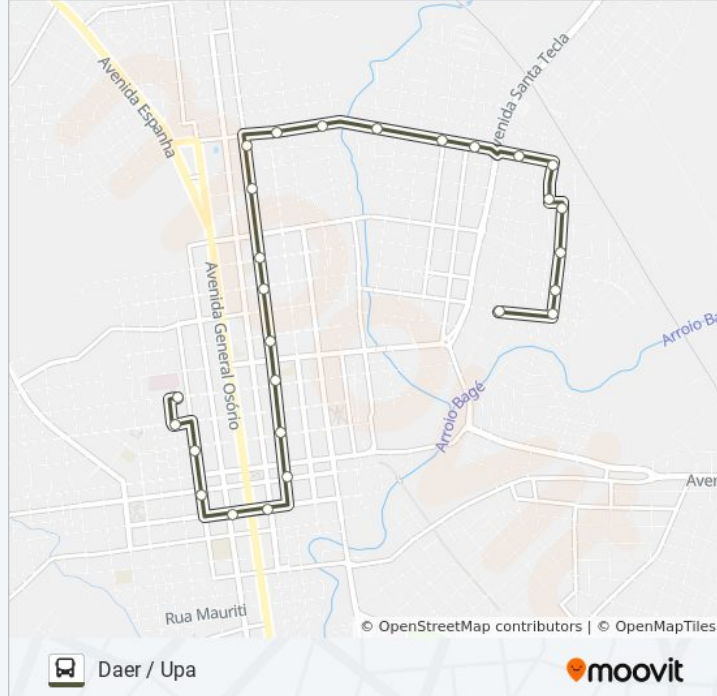 Avenida Espanha
venida Santa Tecla
Avenida General Osório
Arroio Ba
Arroio Bagé
Aven
Rua Mauriti
© OpenStreetMap contributors | © OpenMapTiles
Daer / Upa
moovit